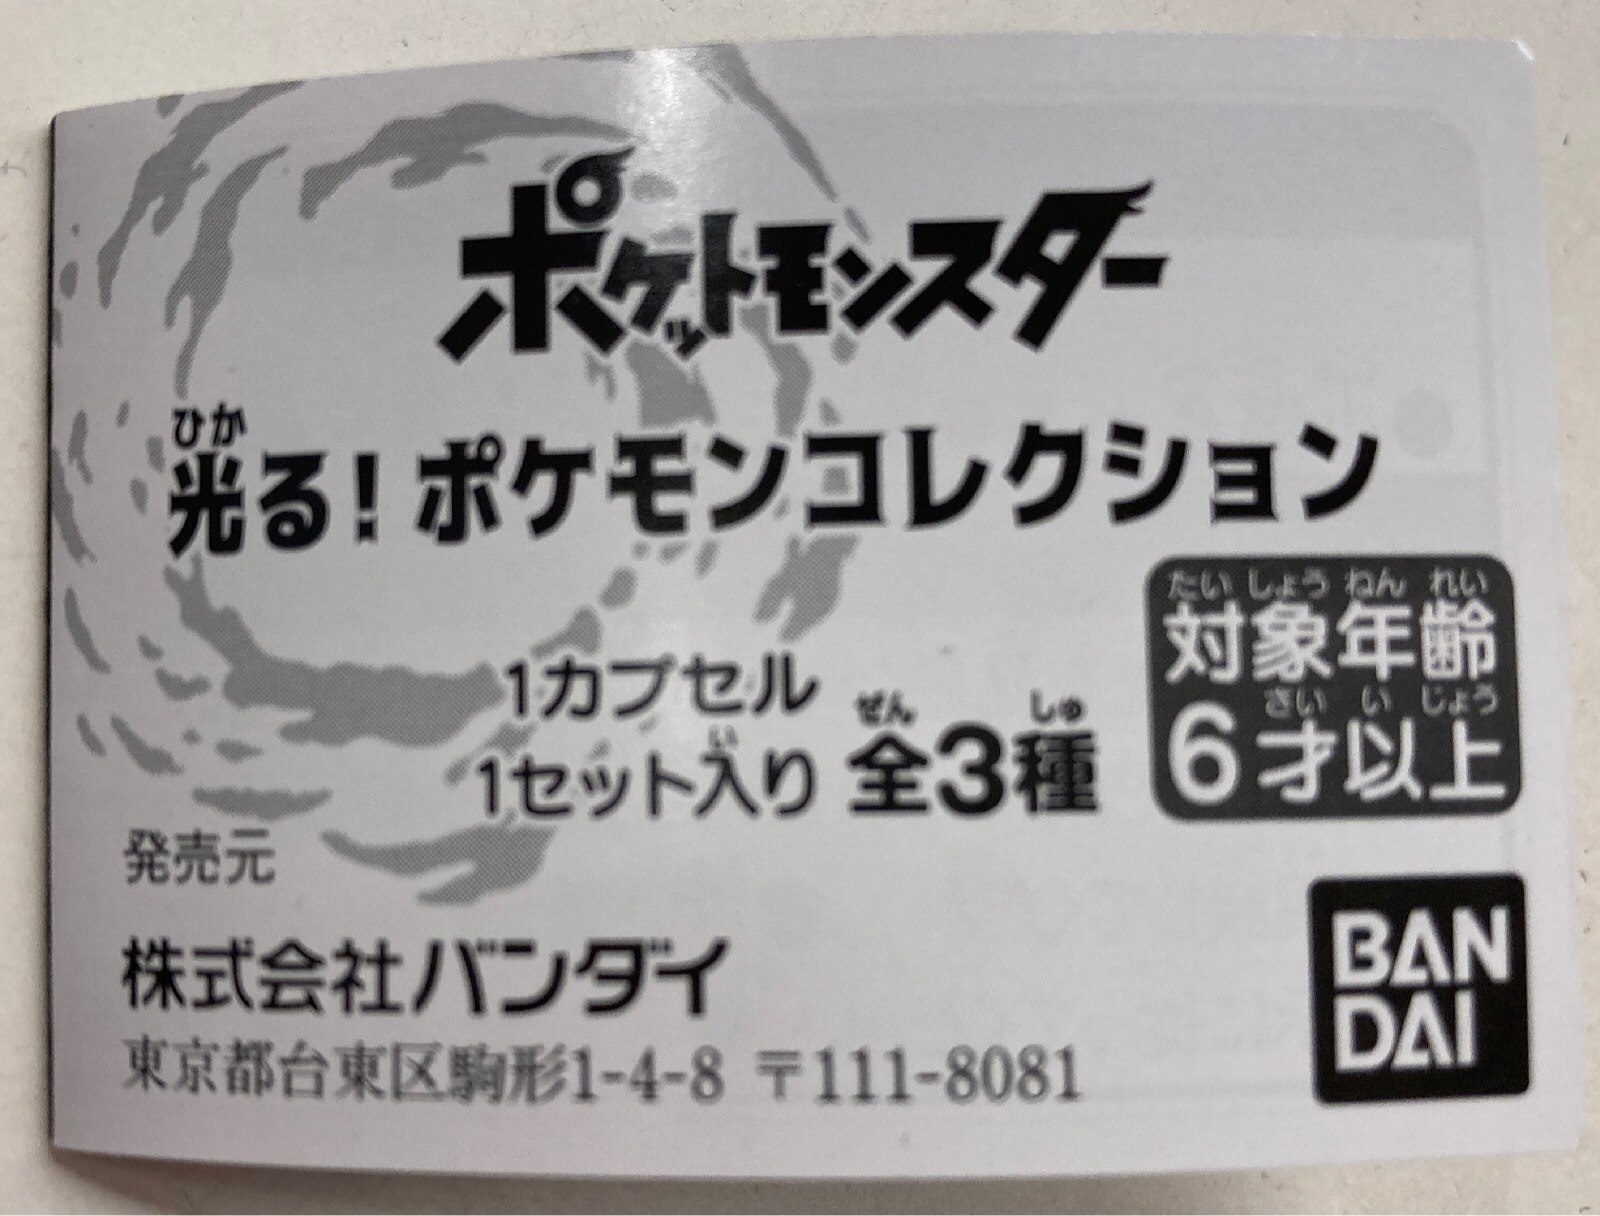 ポケットモンスター
ひか
光る！ポケモンコレクション
たいしょうねんれい
対象年齢
さいいじょう
6才以上
1カプセル
い
1セット入り
ぜん しゅ
全3種
発売元
株式会社バンダイ
東京都台東区駒形1-4-8 〒111-8081
BAN
DAI